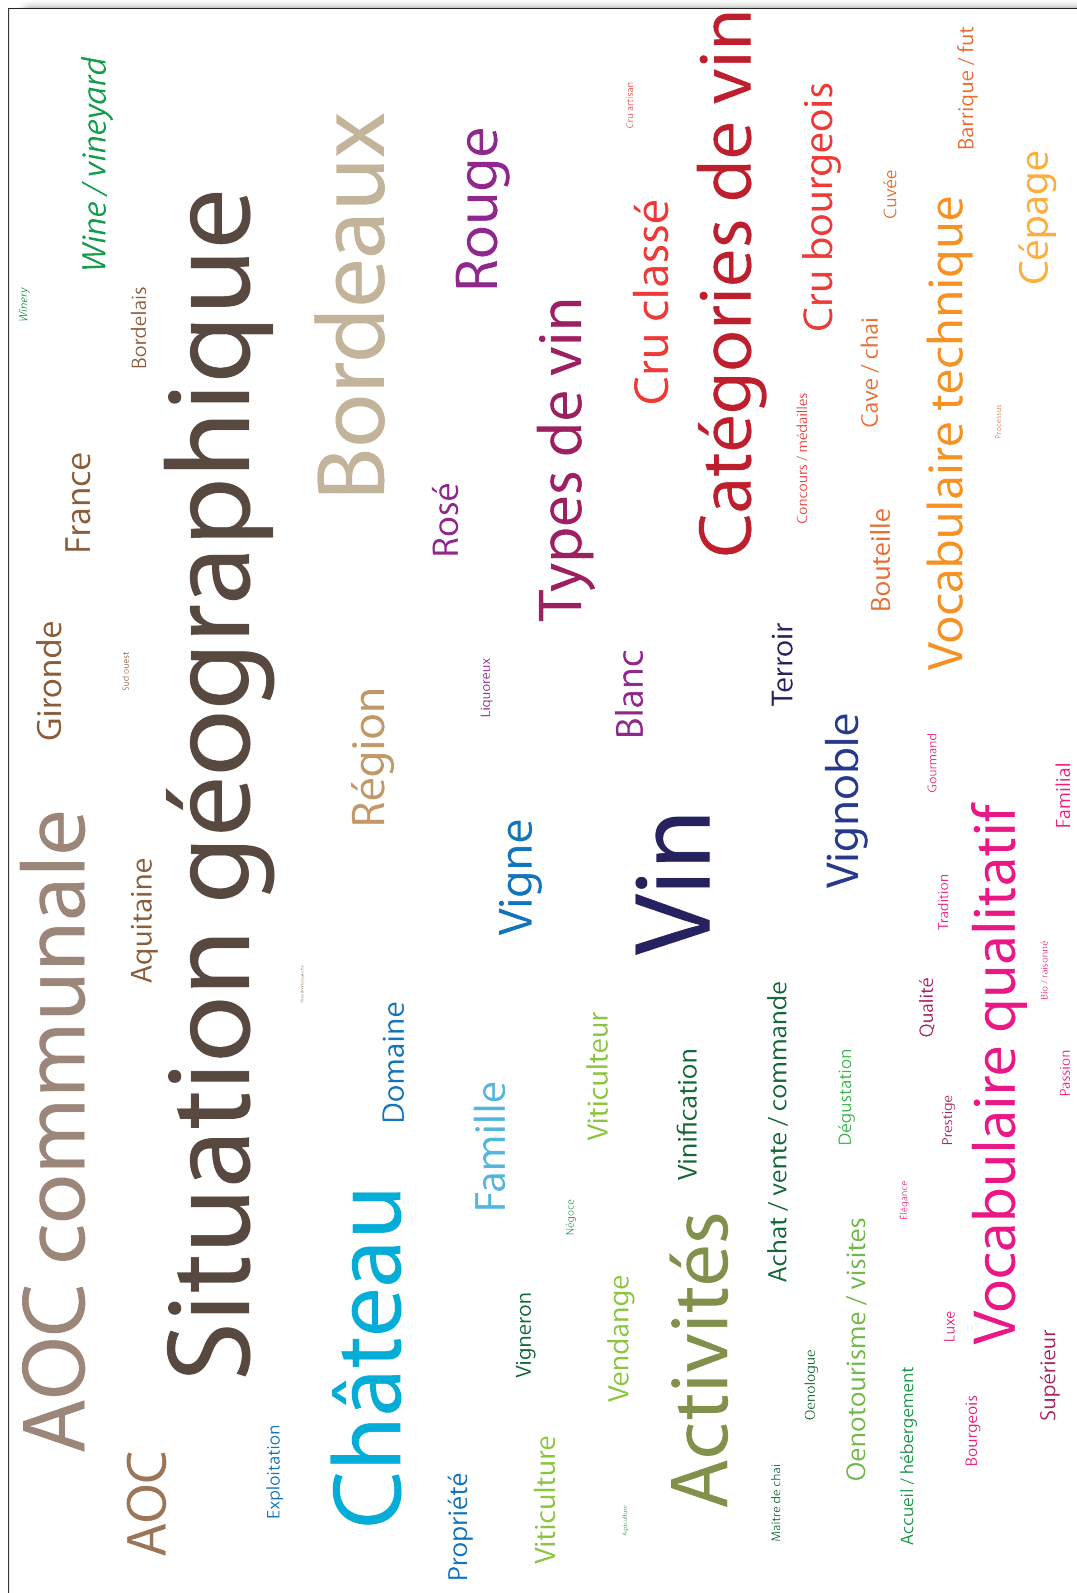 Winery
Wine / vineyard
France
Gironde
AOC communale
Bordelais
Sud ouest
Aquitaine
AOC
Situation géographique
Exploitation
Bordeaux
Région
Domaine
Château
Rouge
Rosé
Liquoreux
Vigne
Famille
Négoce
Vigneron
Propriété
Viticulture
Types de vin
Blanc
Viticulteur
Vendange
Agriculture
Cru artisan
Cru classé
Vin
Vinification
Activités
Catégories de vin
Terroir
Achat / vente / commande
Oenologue
Maître de chai
Cru bourgeois
Concours / médailles
Vignoble
Dégustation
Oenotourisme / visites
Accueil / hébergement
Cuvée
Cave / chai
Bouteille
Barrique / fut
Vocabulaire technique
Processus
Cépage
Gourmand
Tradition
Qualité
Prestige
Élégance
Luxe
Bourgeois
Vocabulaire qualitatif
Familial
Bio / raisonné
Passion
Supérieur